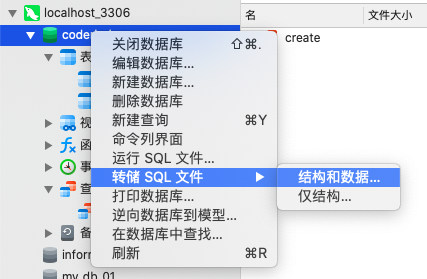 localhost_3306
名
文件大小
code
create
关闭数据库 ⇧⌘.
编辑数据库...
新建数据库...
删除数据库
新建查询 ⌘Y
命令列界面
运行 SQL 文件...
转储 SQL 文件 ▶
结构和数据...
仅结构...
打印数据库...
逆向数据库到模型...
在数据库中查找...
刷新 ⌘R
表
视
函
事
查
备
inform
my_db_01